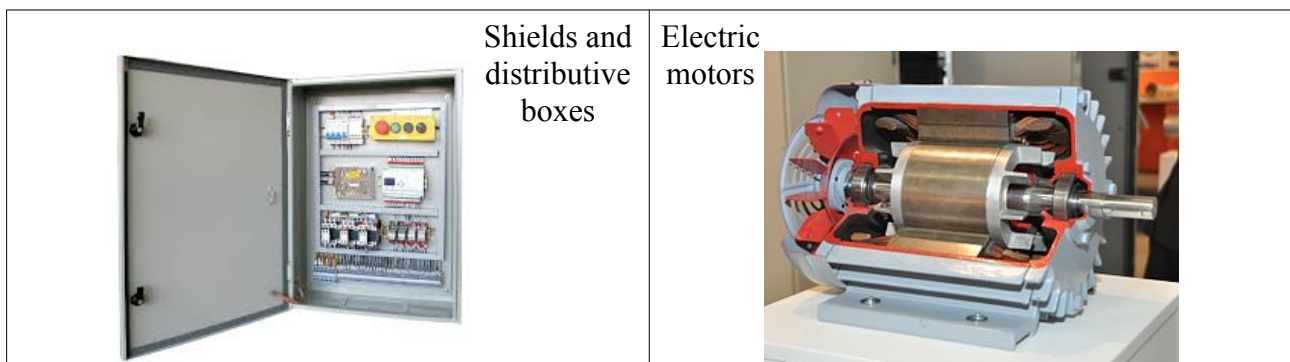 Shields and
distributive
boxes
Electric
motors